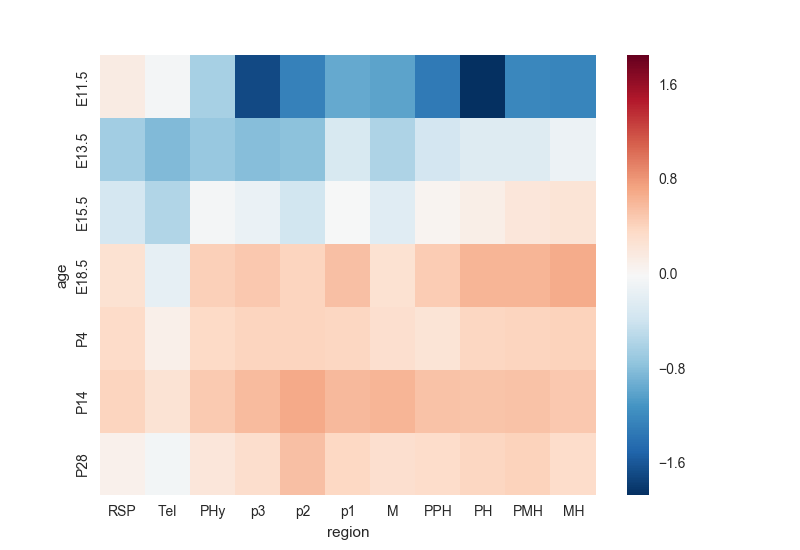 E11.5
E13.5
E15.5
E18.5
P4
P14
P28
age
RSP Tel PHy p3 p2 p1 M PPH PH PMH MH
region
1.6
0.8
0.0
−0.8
−1.6